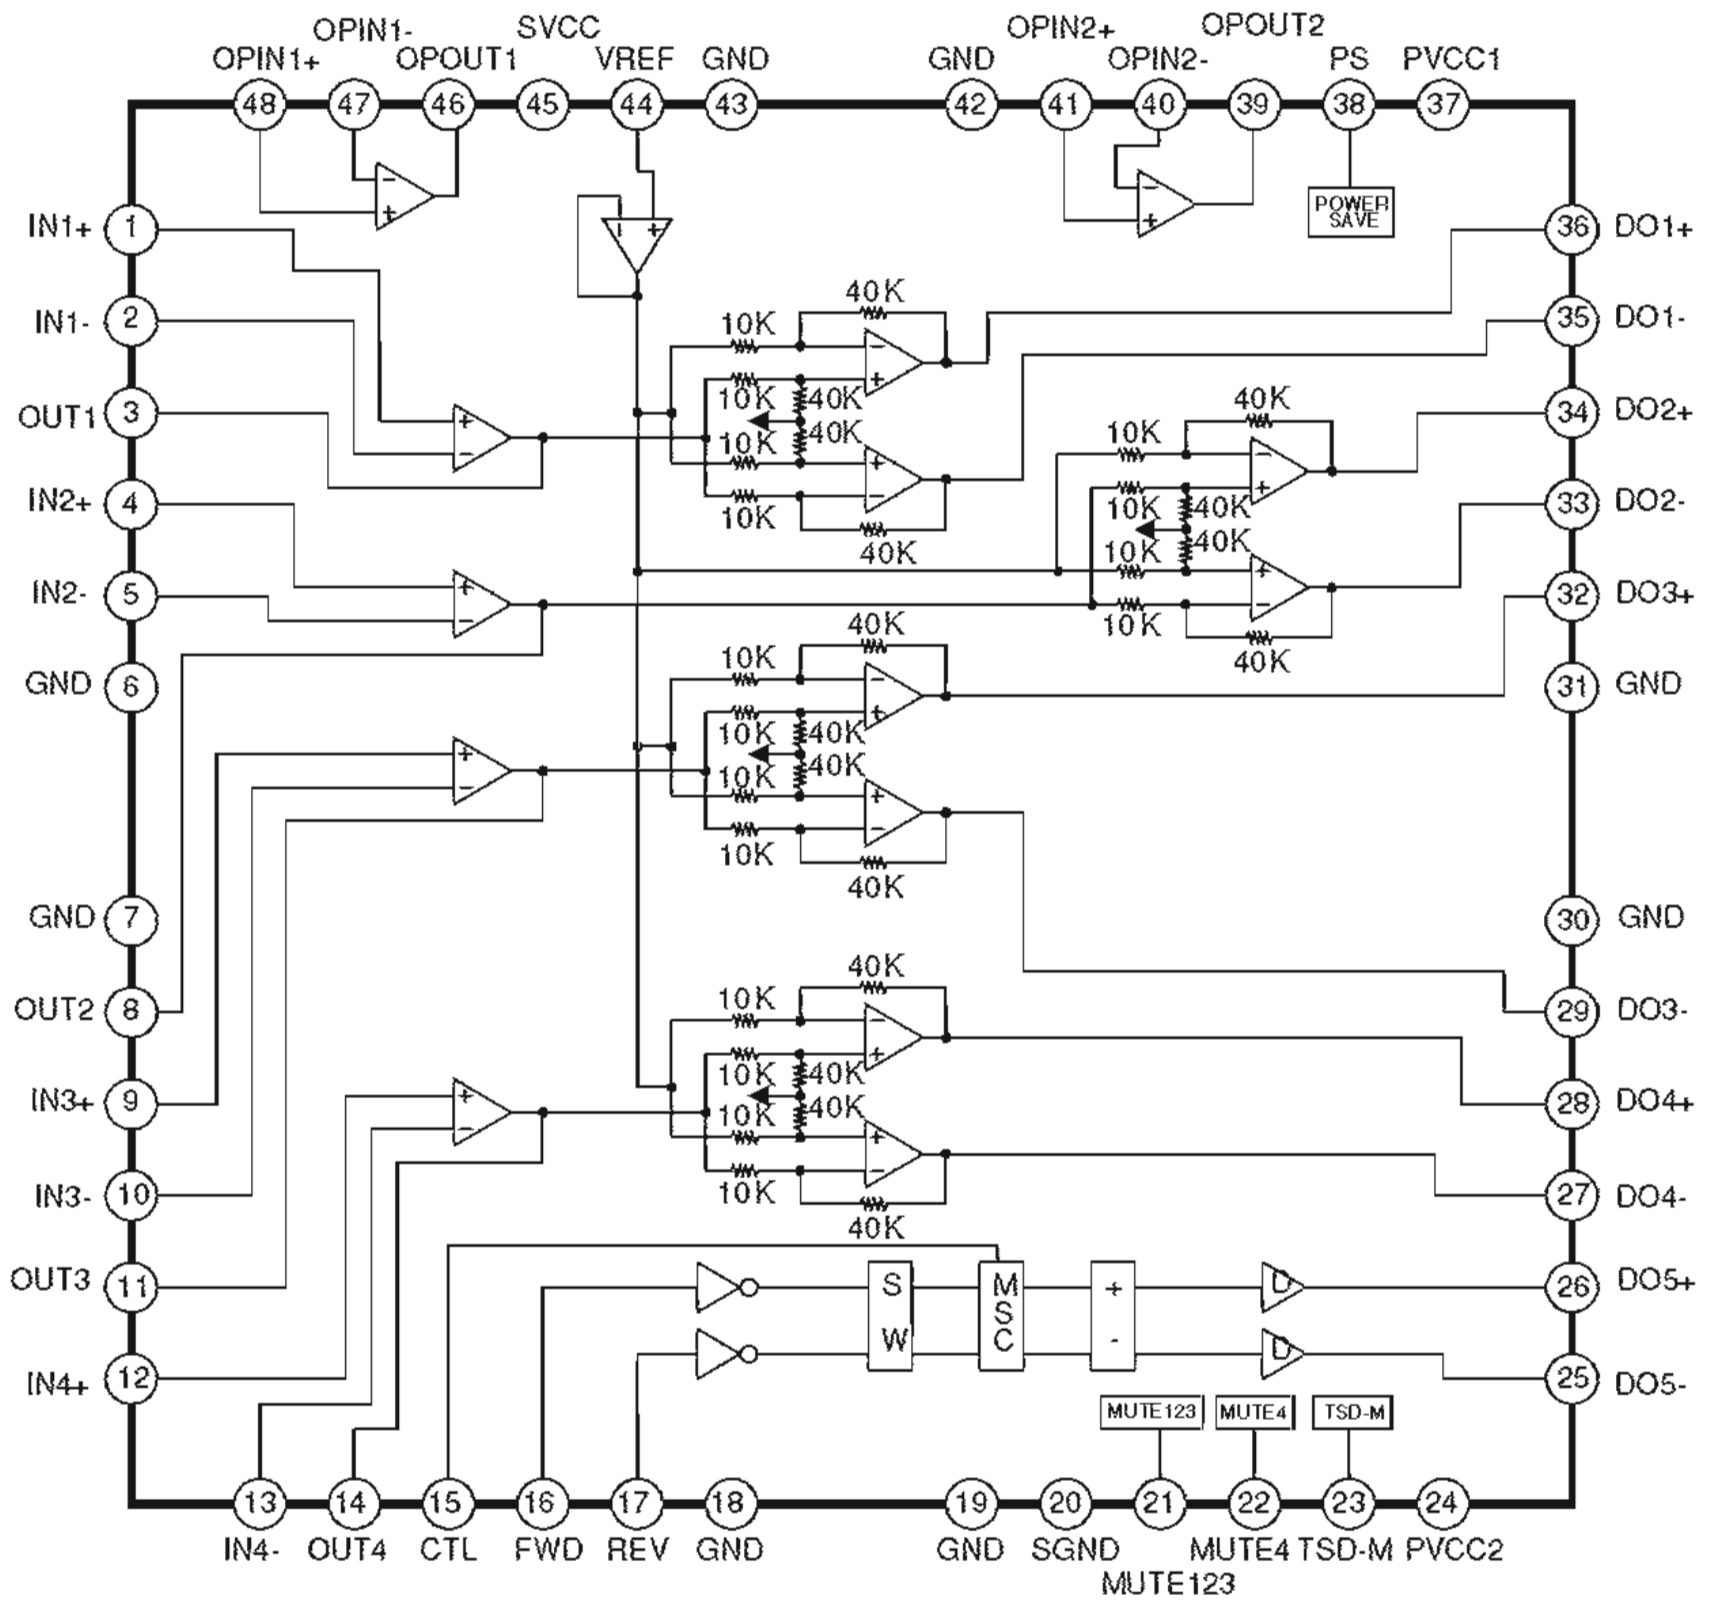 OPIN1- SVCC OPIN2+ OPOUT2
OPIN1+ OPOUT1 VREF GND GND OPIN2- PS PVCC1
48 47 46 45 44 43 42 41 40 39 38 37
- +
- +
- +
POWER
SAVE
IN1+ 1
36 DO1+
IN1- 2
35 DO1-
OUT1 3
34 DO2+
IN2+ 4
33 DO2-
IN2- 5
32 DO3+
GND 6
31 GND
GND 7
30 GND
OUT2 8
29 DO3-
IN3+ 9
28 DO4+
IN3- 10
27 DO4-
OUT3 11
26 DO5+
IN4+ 12
25 DO5-
+ -
+ -
+ -
+ -
40K
10K
- +
10K 40K
10K 40K
+ -
10K
40K
40K
10K
- +
10K 40K
10K 40K
+ -
10K
40K
40K
10K
- +
10K 40K
10K 40K
+ -
10K
40K
40K
10K
- +
10K 40K
10K 40K
+ -
10K
40K
S W
M S C
+ -
D
D
MUTE123 MUTE4 TSD-M
13 14 15 16 17 18 19 20 21 22 23 24
IN4- OUT4 CTL FWD REV GND GND SGND MUTE4 TSD-M PVCC2
MUTE123